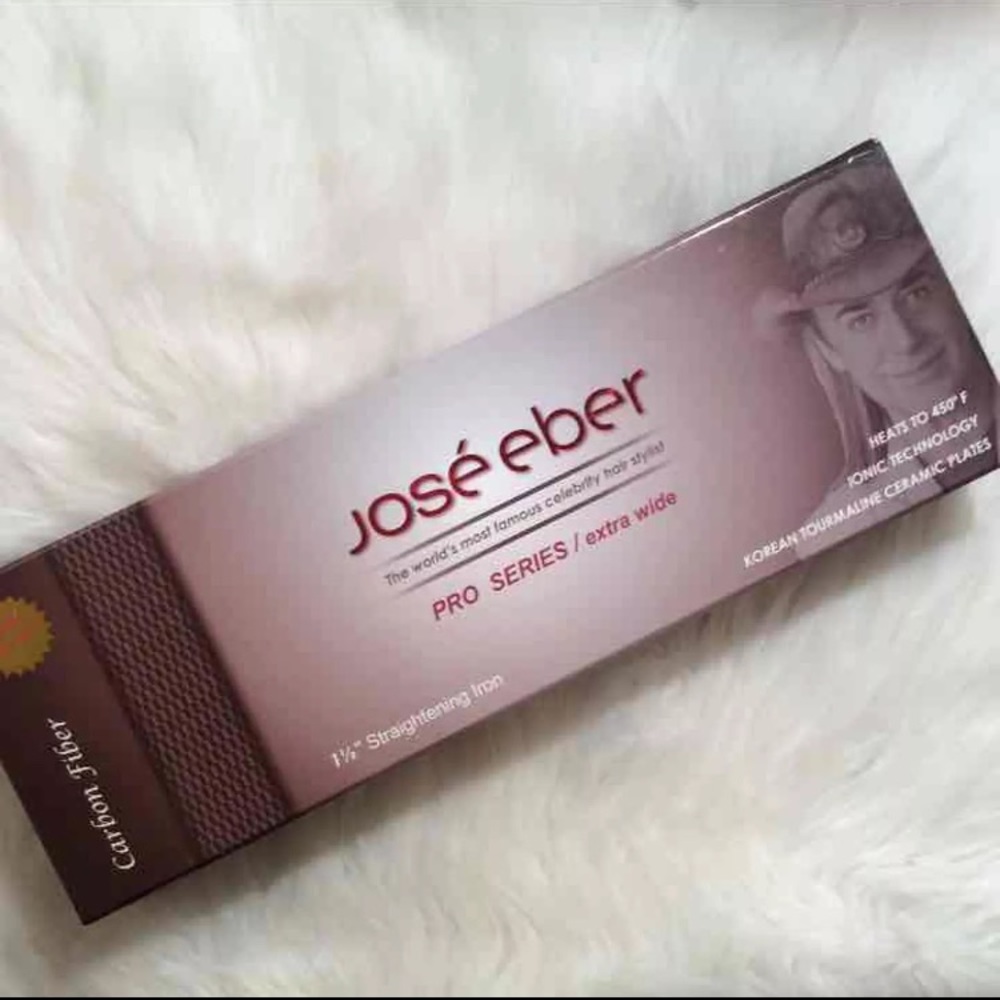 José eber
The world's most famous celebrity hair stylist
PRO SERIES / extra wide
1½" Straightening Iron
HEATS TO 450° F
IONIC TECHNOLOGY
KOREAN TOURMALINE CERAMIC PLATES
Carbon Fiber